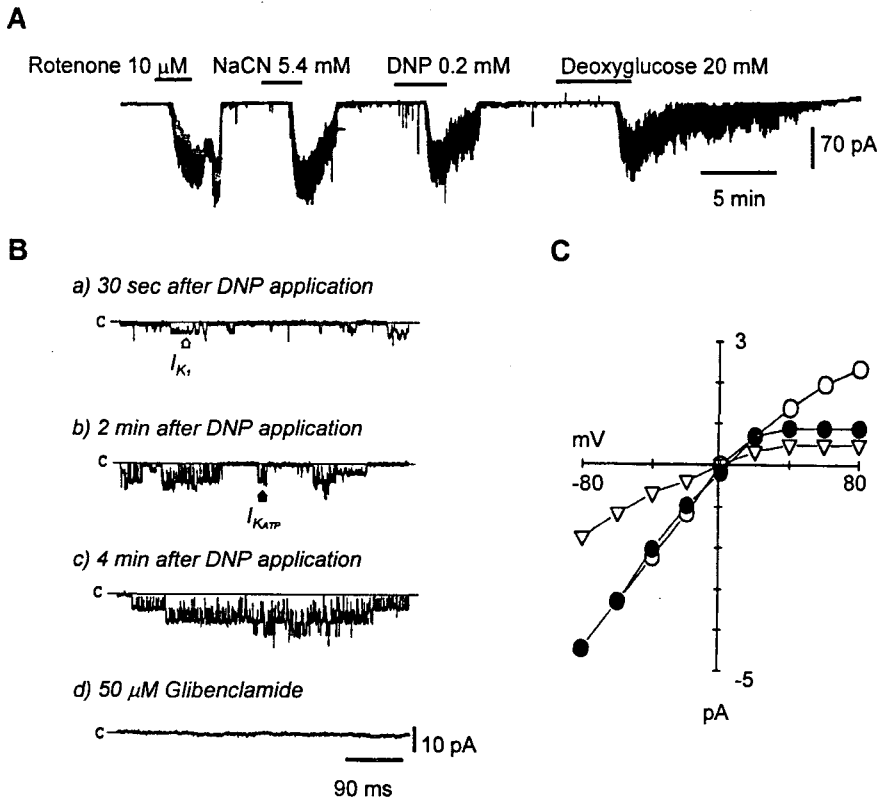 A
Rotenone 10 μM NaCN 5.4 mM DNP 0.2 mM Deoxyglucose 20 mM
70 pA
5 min
B
a) 30 sec after DNP application
c
IK1
b) 2 min after DNP application
c
IKATP
c) 4 min after DNP application
c
d) 50 μM Glibenclamide
c
10 pA
90 ms
C
3
mV
-80
80
-5
pA